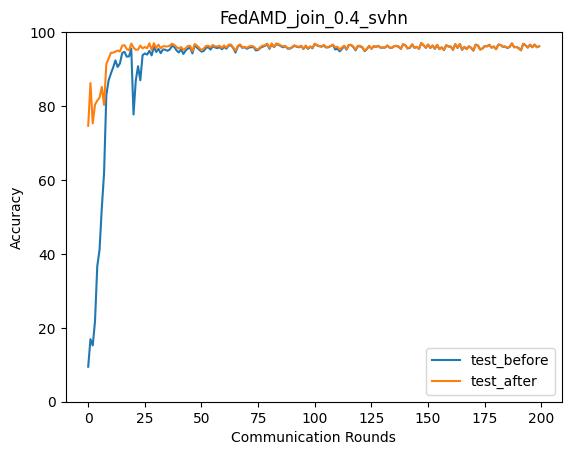 FedAMD_join_0.4_svhn
100
80
60
40
20
0
Accuracy
0 25 50 75 100 125 150 175 200
Communication Rounds
test_before
test_after